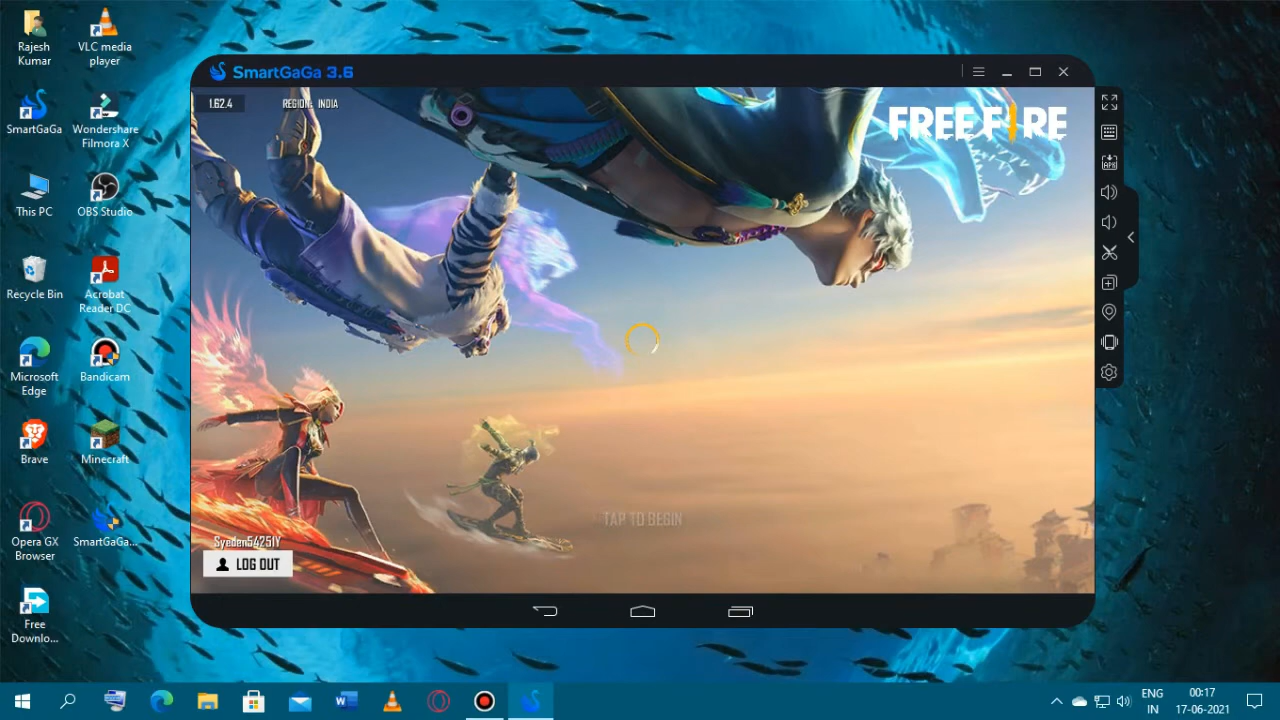 Rajesh
Kumar
VLC media
player
SmartGaGa
Wondershare
Filmora X
This PC
OBS Studio
Recycle Bin
Acrobat
Reader DC
Microsoft
Edge
Bandicam
Brave
Minecraft
Opera GX
Browser
SmartGaGa...
Free
Downlo...
SmartGaGa 3.6
1.62.4
REGION: INDIA
FREE FIRE
APK
TAP TO BEGIN
Syeden5425IY
LOG OUT
W
ENG
IN
00:17
17-06-2021